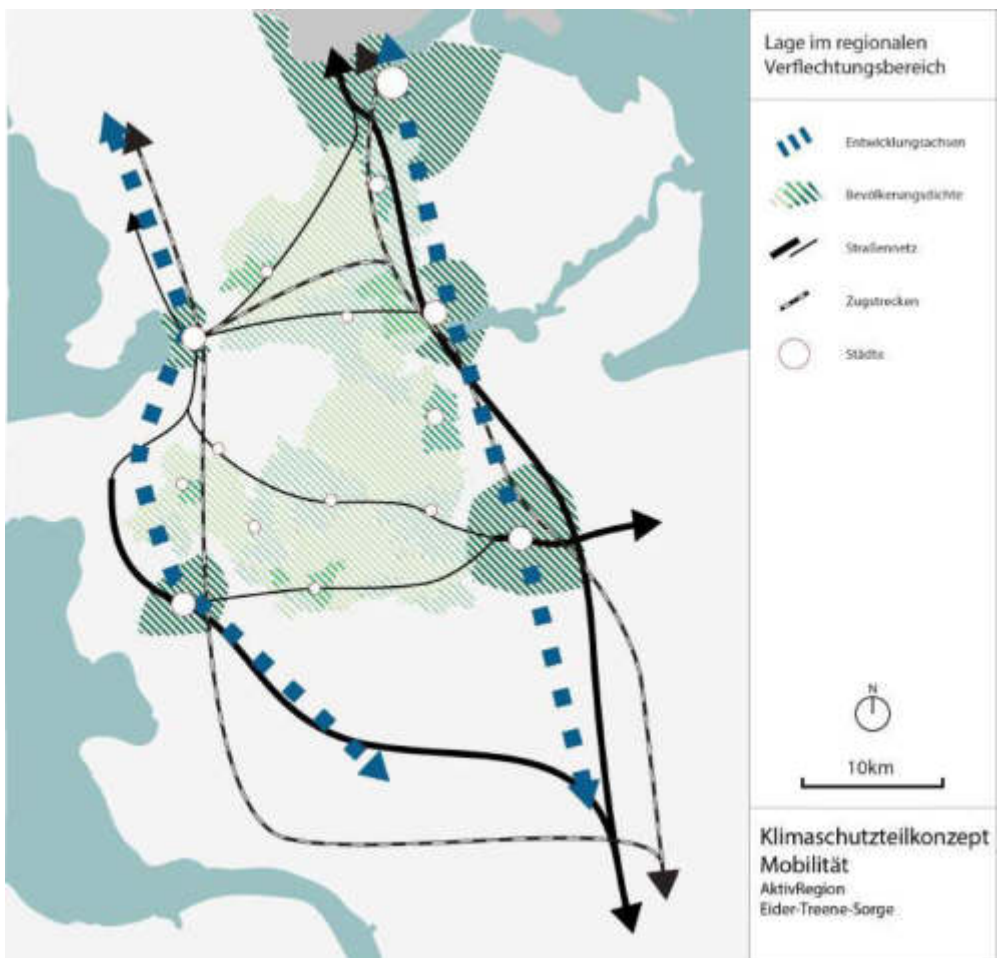 Lage im regionalen
Verflechtungsbereich
Entwicklungsachsen
Bevölkerungsdichte
Straßennetz
Zugstrecken
Städte
N
10km
Klimaschutzteilkonzept
Mobilität
AktivRegion
Eider-Treene-Sorge